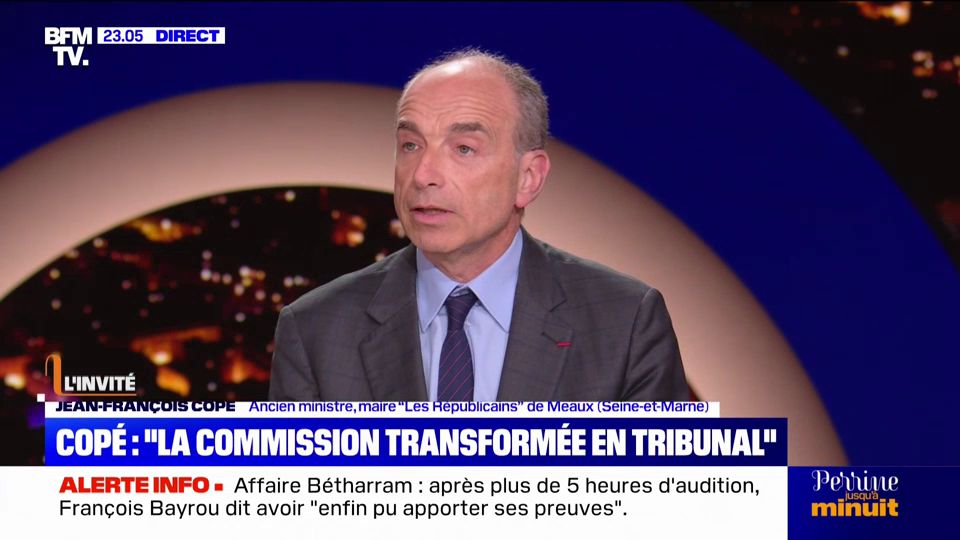 BFM
TV.
23.05 DIRECT
L'INVITÉ
JEAN-FRANÇOIS COPÉ Ancien ministre, maire "Les Républicains" de Meaux (Seine-et-Marne)
COPÉ : "LA COMMISSION TRANSFORMÉE EN TRIBUNAL"
ALERTE INFO Affaire Bétharram : après plus de 5 heures d'audition,
François Bayrou dit avoir "enfin pu apporter ses preuves".
Perrine
jusqu'à
minuit